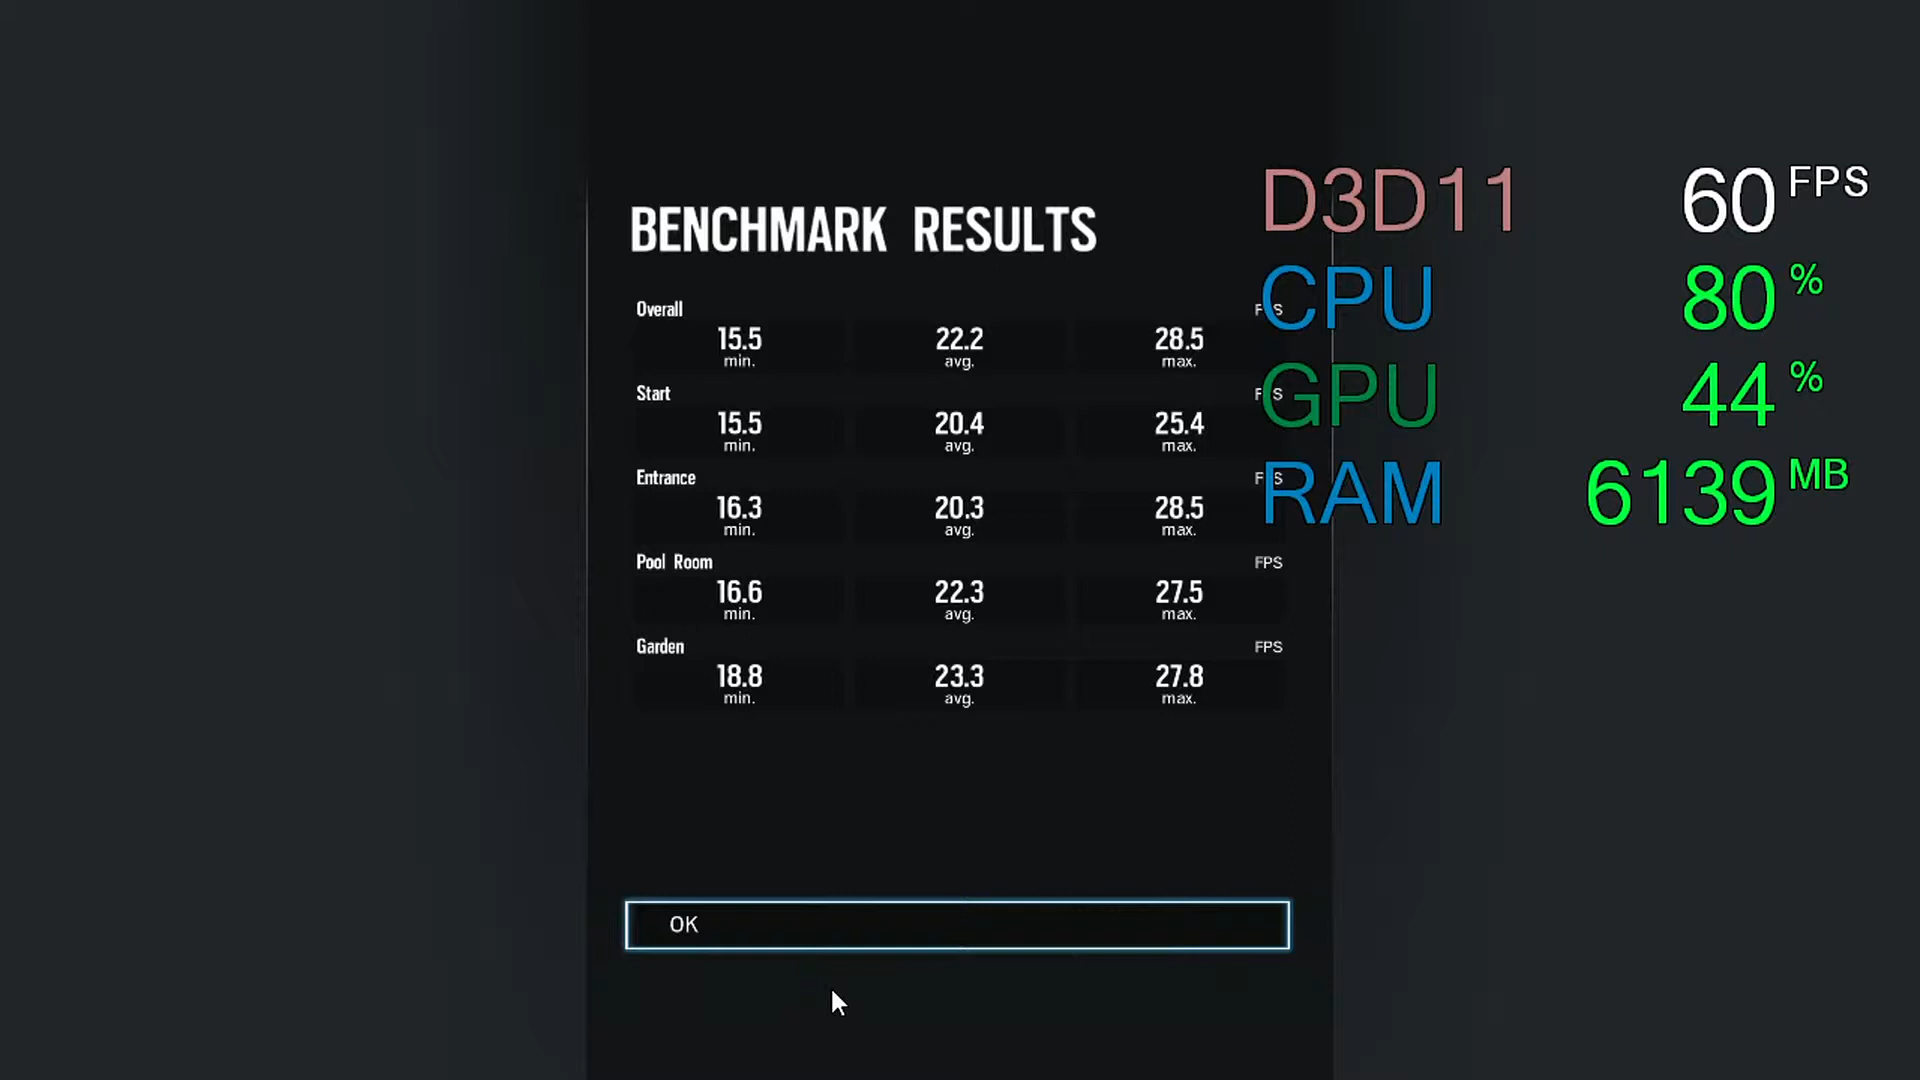 BENCHMARK RESULTS
D3D11 60 FPS
CPU 80 %
GPU 44 %
RAM 6139 MB
Overall FPS
15.5 22.2 28.5
min. avg. max.
Start FPS
15.5 20.4 25.4
min. avg. max.
Entrance FPS
16.3 20.3 28.5
min. avg. max.
Pool Room FPS
16.6 22.3 27.5
min. avg. max.
Garden FPS
18.8 23.3 27.8
min. avg. max.
OK